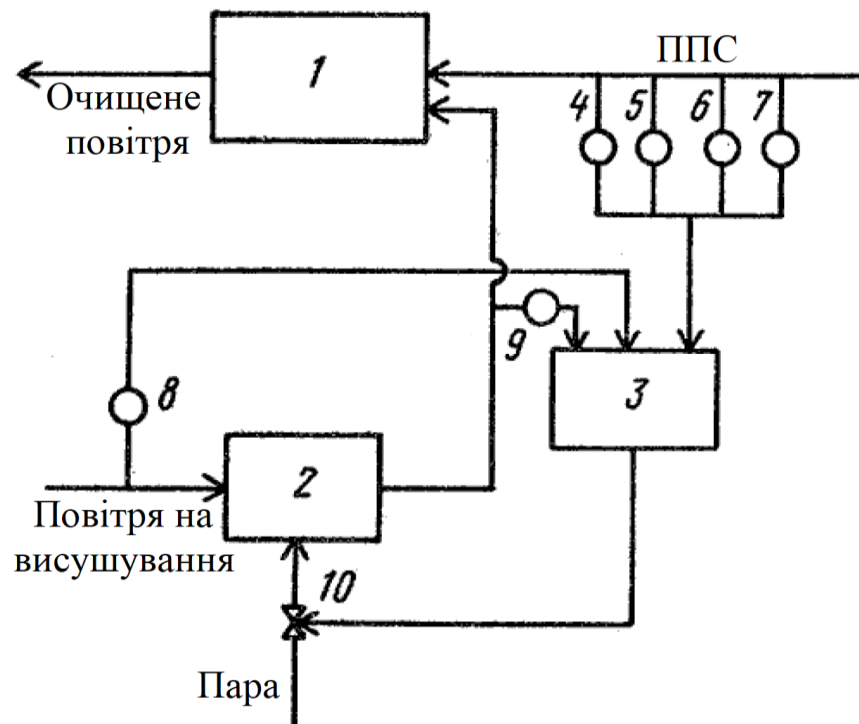 1
ППС
Очищене
повітря
4 5 6 7
9
8
3
2
Повітря на
висушування
10
Пара